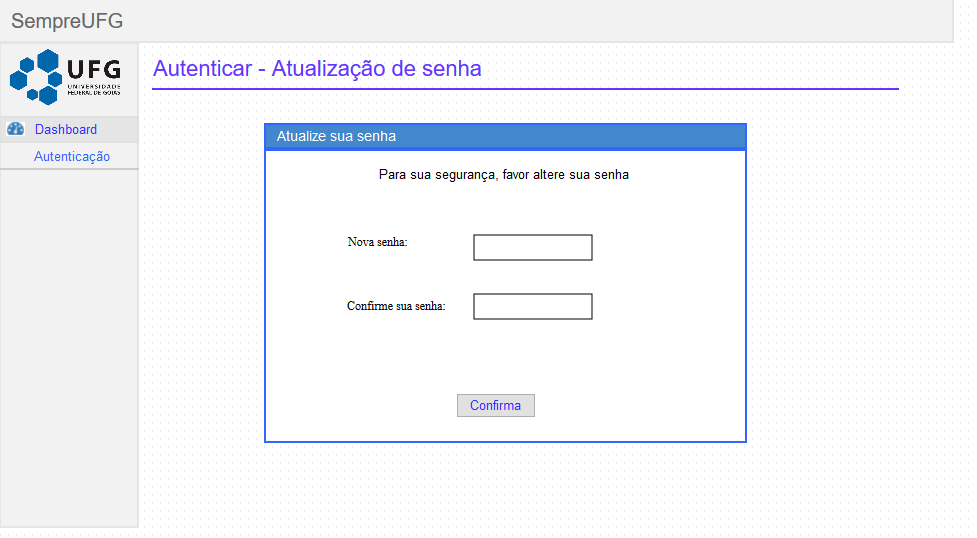 SempreUFG
UFG
UNIVERSIDADE
FEDERAL DE GOIÁS
Dashboard
Autenticação
Autenticar - Atualização de senha
Atualize sua senha
Para sua segurança, favor altere sua senha
Nova senha:
Confirme sua senha:
Confirma